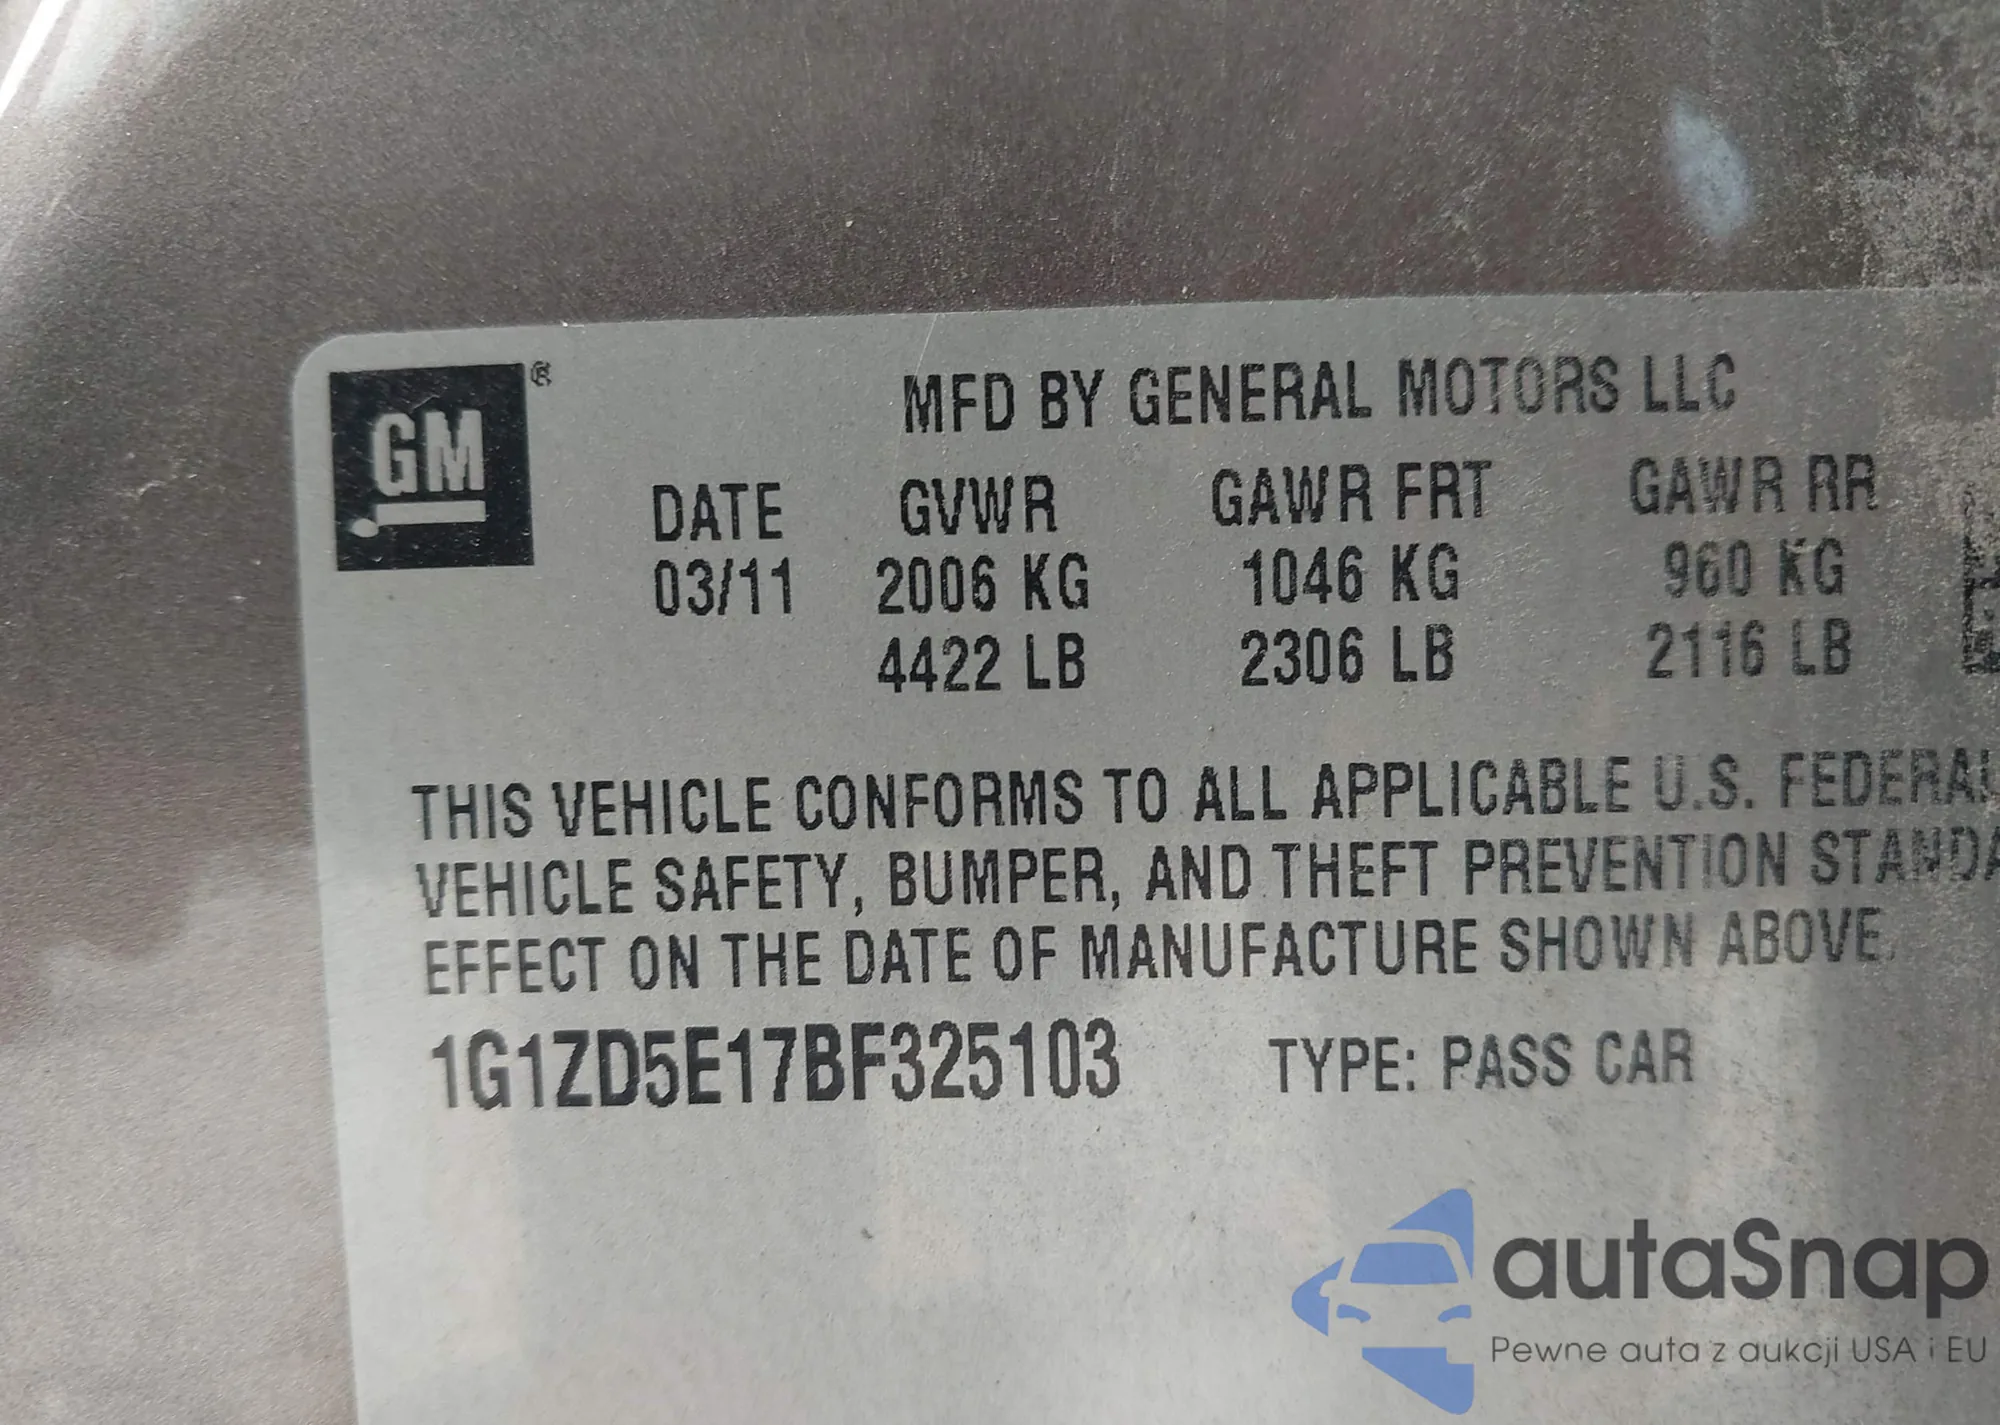 GM®
MFD BY GENERAL MOTORS LLC
DATE GVWR GAWR FRT GAWR RR
03/11 2006 KG 1046 KG 960 KG
4422 LB 2306 LB 2116 LB
THIS VEHICLE CONFORMS TO ALL APPLICABLE U.S. FEDERAL
VEHICLE SAFETY, BUMPER, AND THEFT PREVENTION STANDA
EFFECT ON THE DATE OF MANUFACTURE SHOWN ABOVE.
1G1ZD5E17BF325103 TYPE: PASS CAR
autaSnap
Pewne auta z aukcji USA i EU